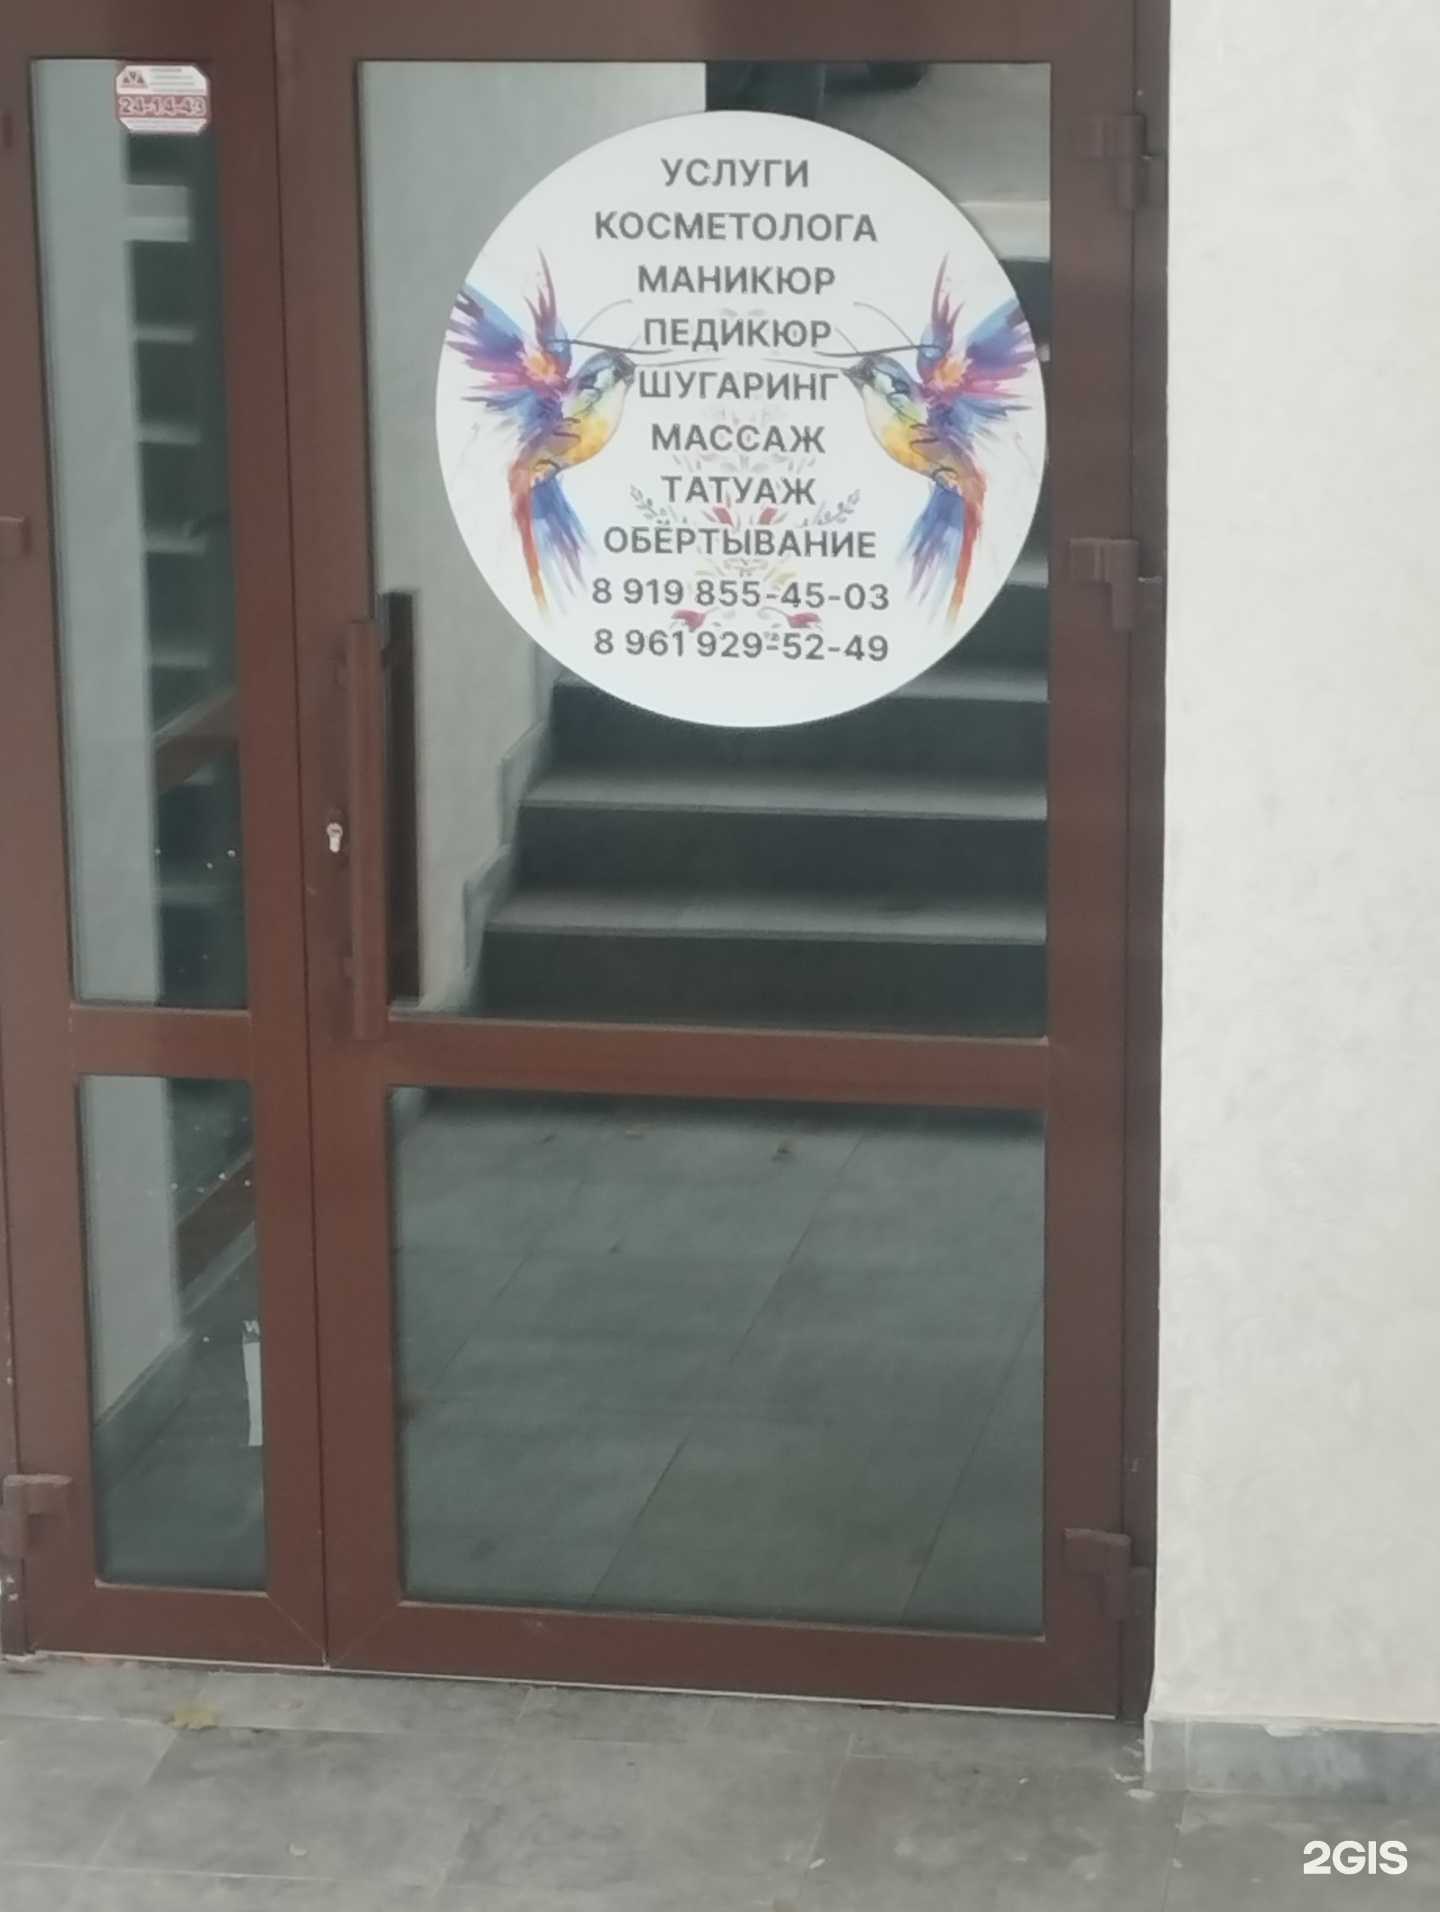 24-14-43
УСЛУГИ
КОСМЕТОЛОГА
МАНИКЮР
ПЕДИКЮР
ШУГАРИНГ
МАССАЖ
ТАТУАЖ
ОБЁРТЫВАНИЕ
8 919 855-45-03
8 961 929-52-49
2GIS